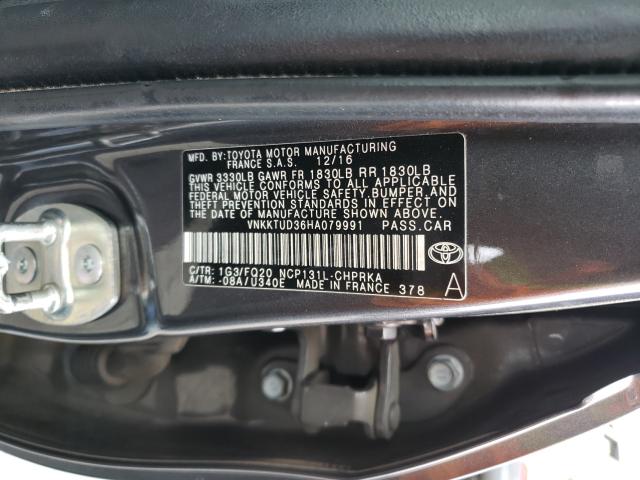 MFD. BY: TOYOTA MOTOR MANUFACTURING
FRANCE S.A.S. 12/16
GVWR 3330LB GAWR FR 1830LB RR 1830LB
THIS VEHICLE CONFORMS TO ALL APPLICABLE
FEDERAL MOTOR VEHICLE SAFETY, BUMPER, AND
THEFT PREVENTION STANDARDS IN EFFECT ON
THE DATE OF MANUFACTURE SHOWN ABOVE.
VNKKTUD36HA079991 PASS.CAR
C/TR: 1G3/FQ20 NCP131L-CHPRKA
A/TM: -08A/U340E MADE IN FRANCE 378
A